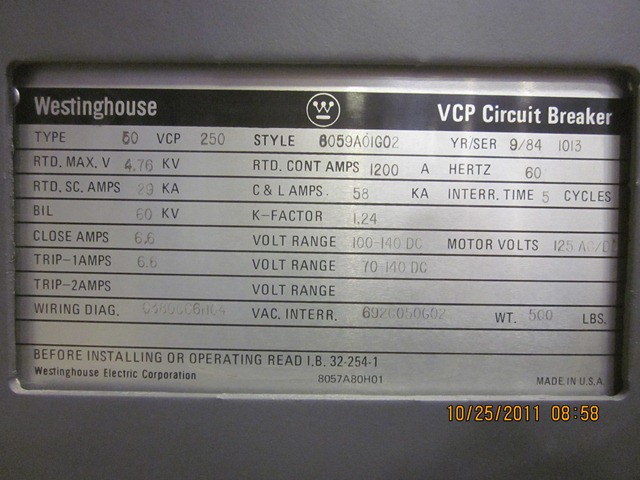 Westinghouse W VCP Circuit Breaker
TYPE 50 VCP 250 STYLE 6059A01G02 YR/SER 9/84 1013
RTD. MAX. V 4.76 KV RTD. CONT AMPS 1200 A HERTZ 60
RTD. SC. AMPS 29 KA C & L AMPS. 58 KA INTERR. TIME 5 CYCLES
BIL 60 KV K-FACTOR 1.24
CLOSE AMPS 6.6 VOLT RANGE 100-140 DC MOTOR VOLTS 125 AC/D
TRIP-1AMPS 6.6 VOLT RANGE 70-140 DC
TRIP-2AMPS VOLT RANGE
WIRING DIAG. VAC. INTERR. 692C050G02 WT. 500 LBS.
BEFORE INSTALLING OR OPERATING READ I.B. 32-254-1
Westinghouse Electric Corporation 8057A80H01 MADE IN U.S.A.
10/25/2011 08:58